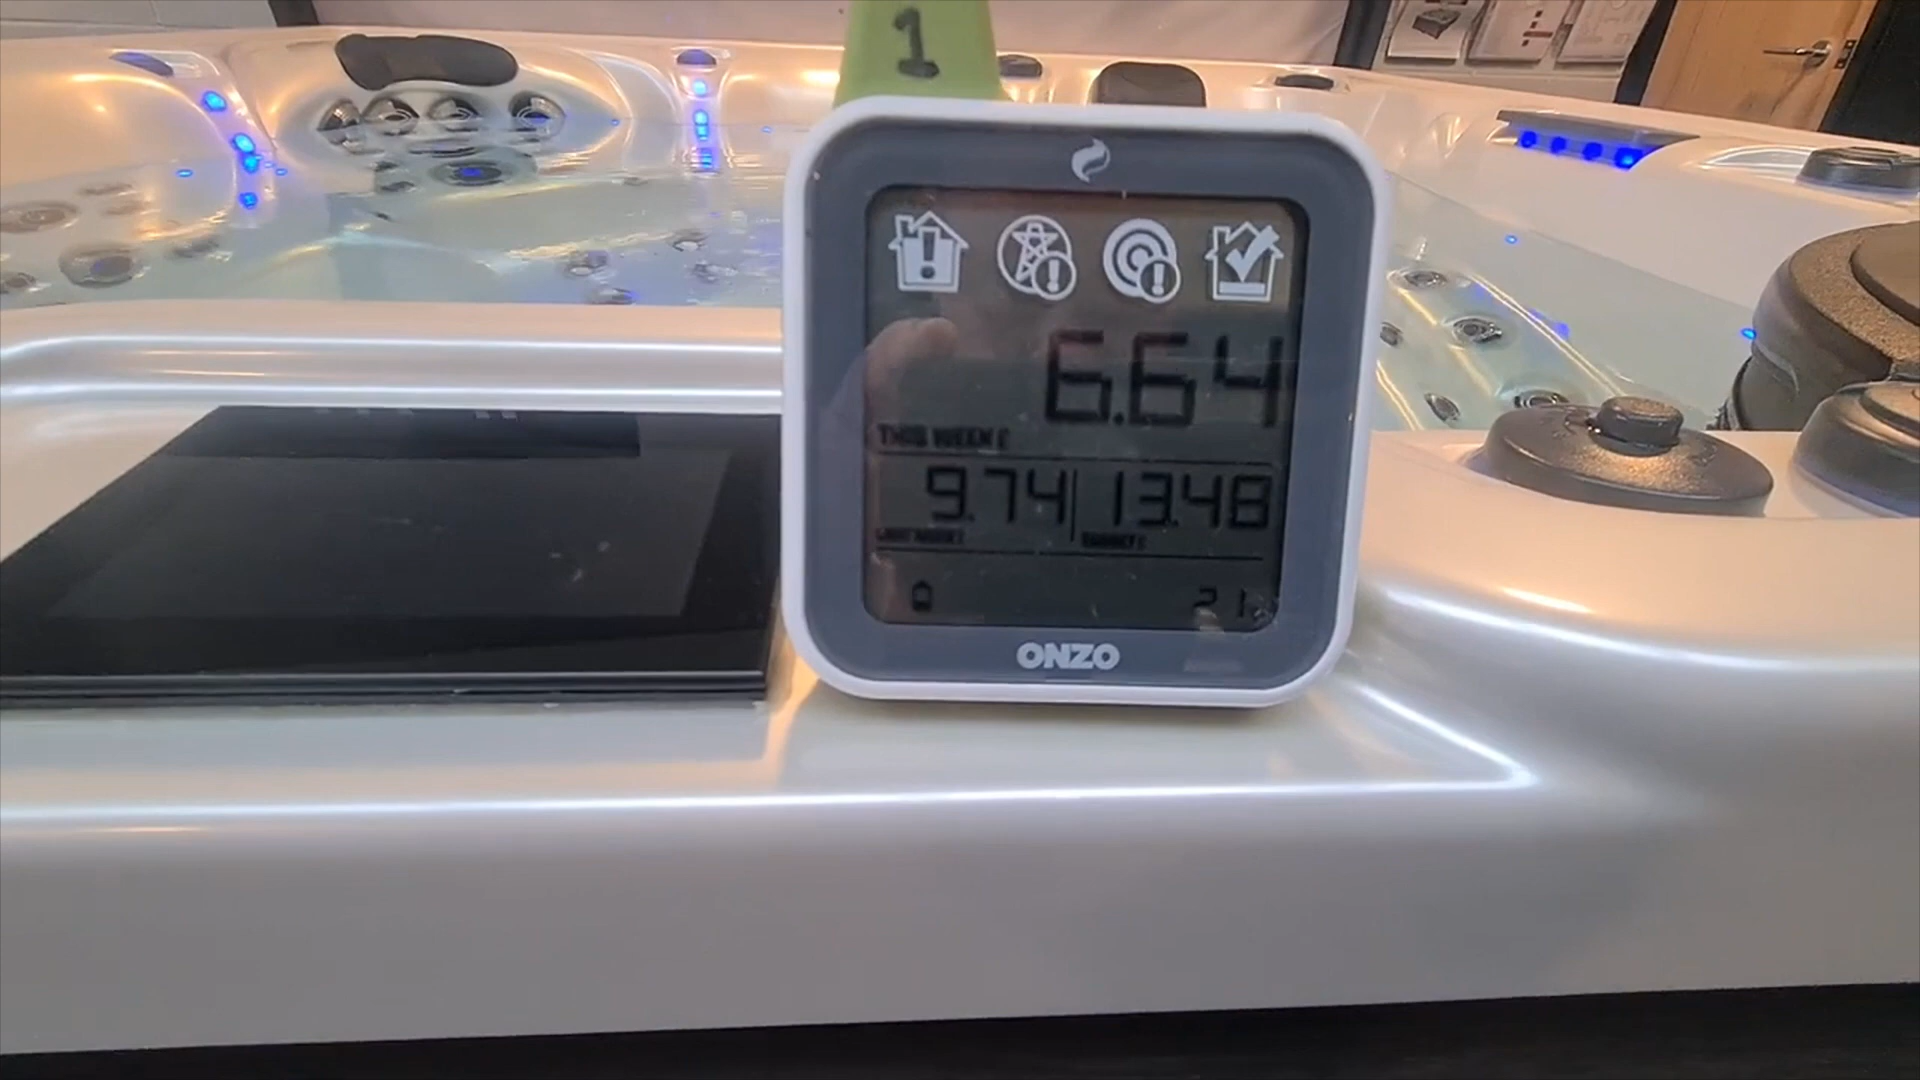 1
6.64
THIS WEEK £
9.74 13.48
LAST WEEK £ TARGET £
ONZO